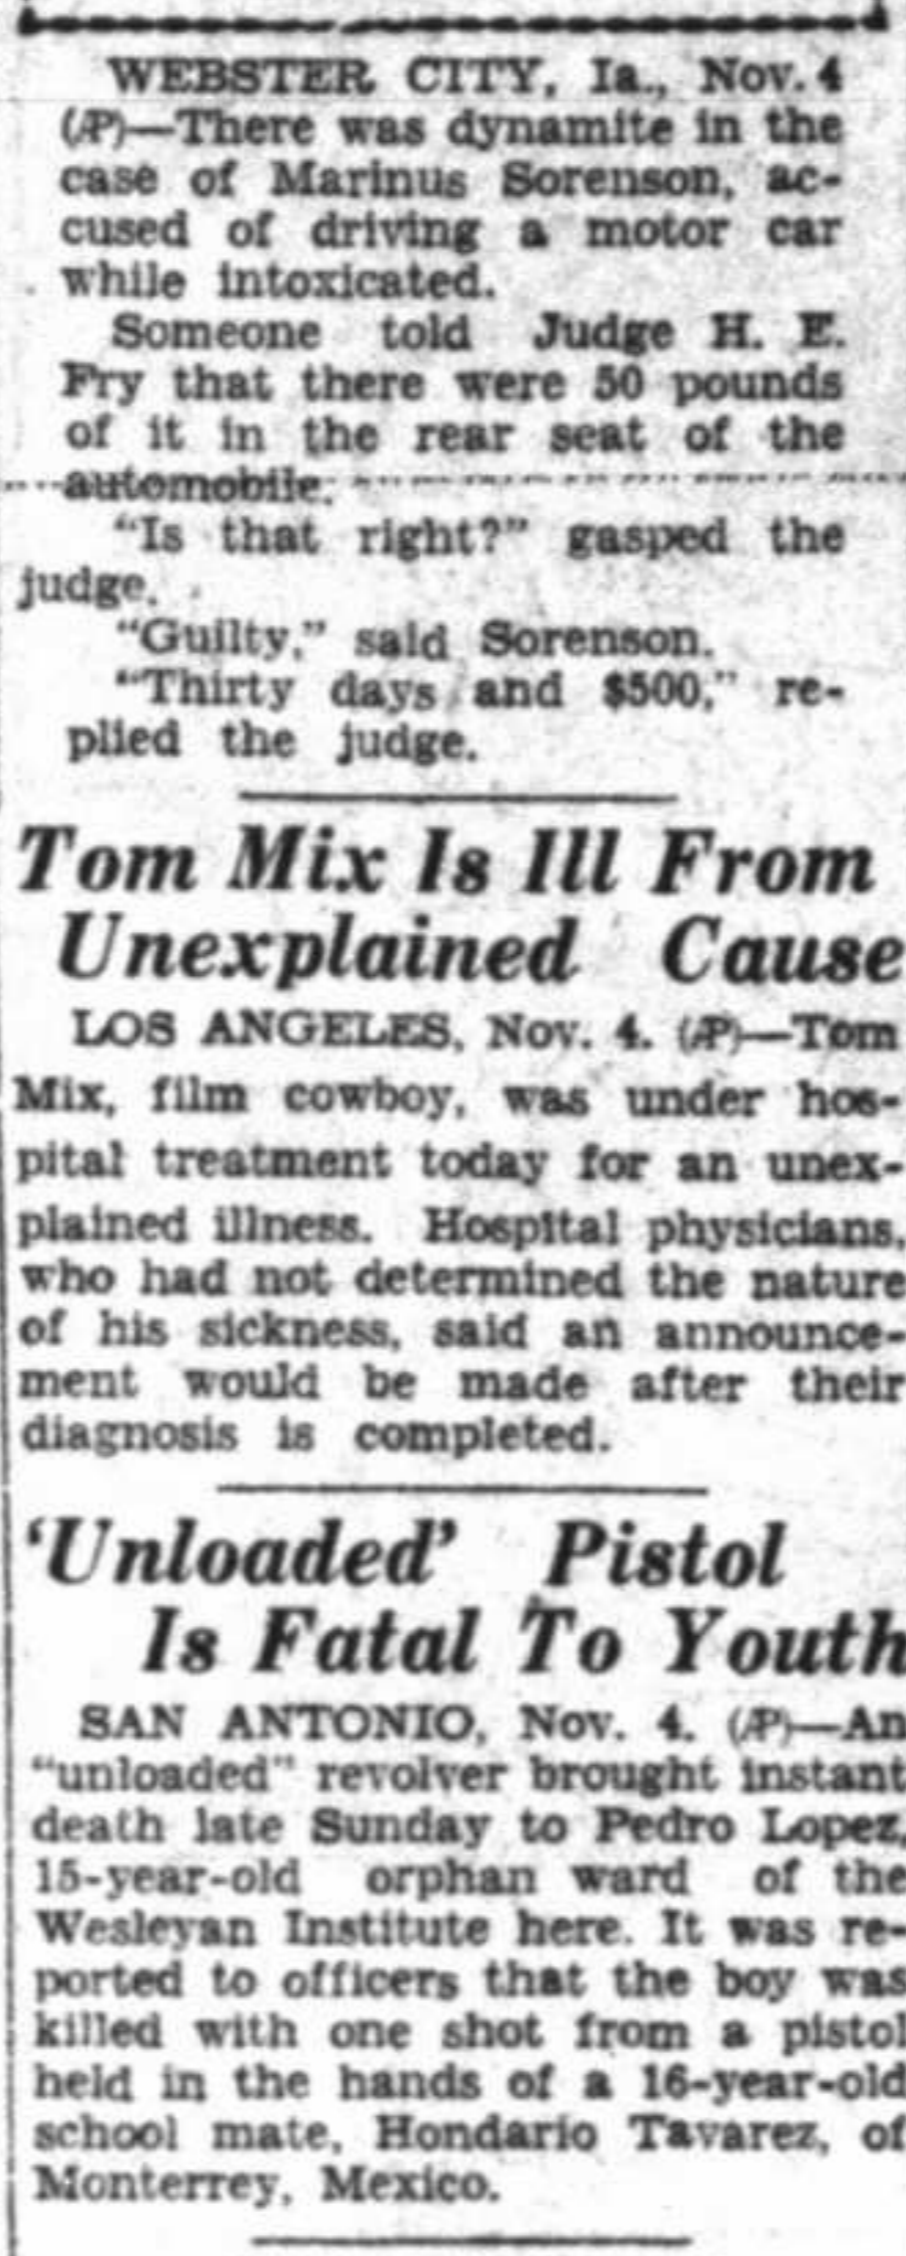 WEBSTER CITY, Ia., Nov. 4
(AP)—There was dynamite in the
case of Marinus Sorenson, ac-
cused of driving a motor car
while intoxicated.
Someone told Judge H. E.
Fry that there were 50 pounds
of it in the rear seat of the
automobile.
"Is that right?" gasped the
judge.
"Guilty," said Sorenson.
"Thirty days and $500," re-
plied the judge.
Tom Mix Is Ill From
Unexplained Cause
LOS ANGELES, Nov. 4. (AP)—Tom
Mix, film cowboy, was under hos-
pital treatment today for an unex-
plained illness. Hospital physicians,
who had not determined the nature
of his sickness, said an announce-
ment would be made after their
diagnosis is completed.
'Unloaded' Pistol
Is Fatal To Youth
SAN ANTONIO, Nov. 4. (AP)—An
"unloaded" revolver brought instant
death late Sunday to Pedro Lopez,
15-year-old orphan ward of the
Wesleyan Institute here. It was re-
ported to officers that the boy was
killed with one shot from a pistol
held in the hands of a 16-year-old
school mate, Hondario Tavarez, of
Monterrey, Mexico.